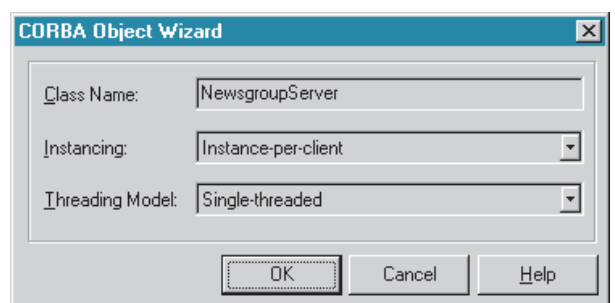 CORBA Object Wizard
Class Name: NewsgroupServer
Instancing: Instance-per-client
Threading Model: Single-threaded
OK Cancel Help